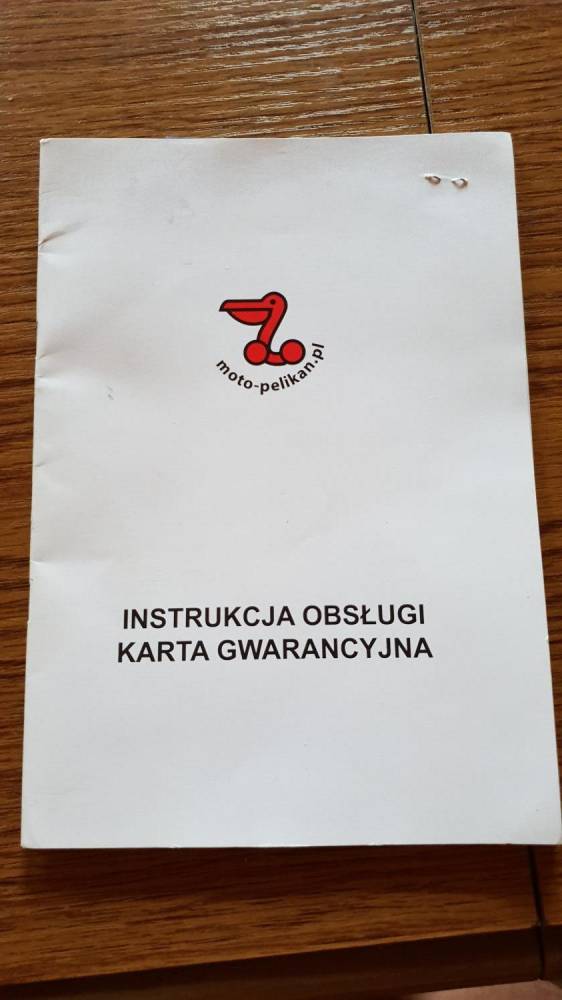 moto-pelikan.pl
INSTRUKCJA OBSŁUGI
KARTA GWARANCYJNA